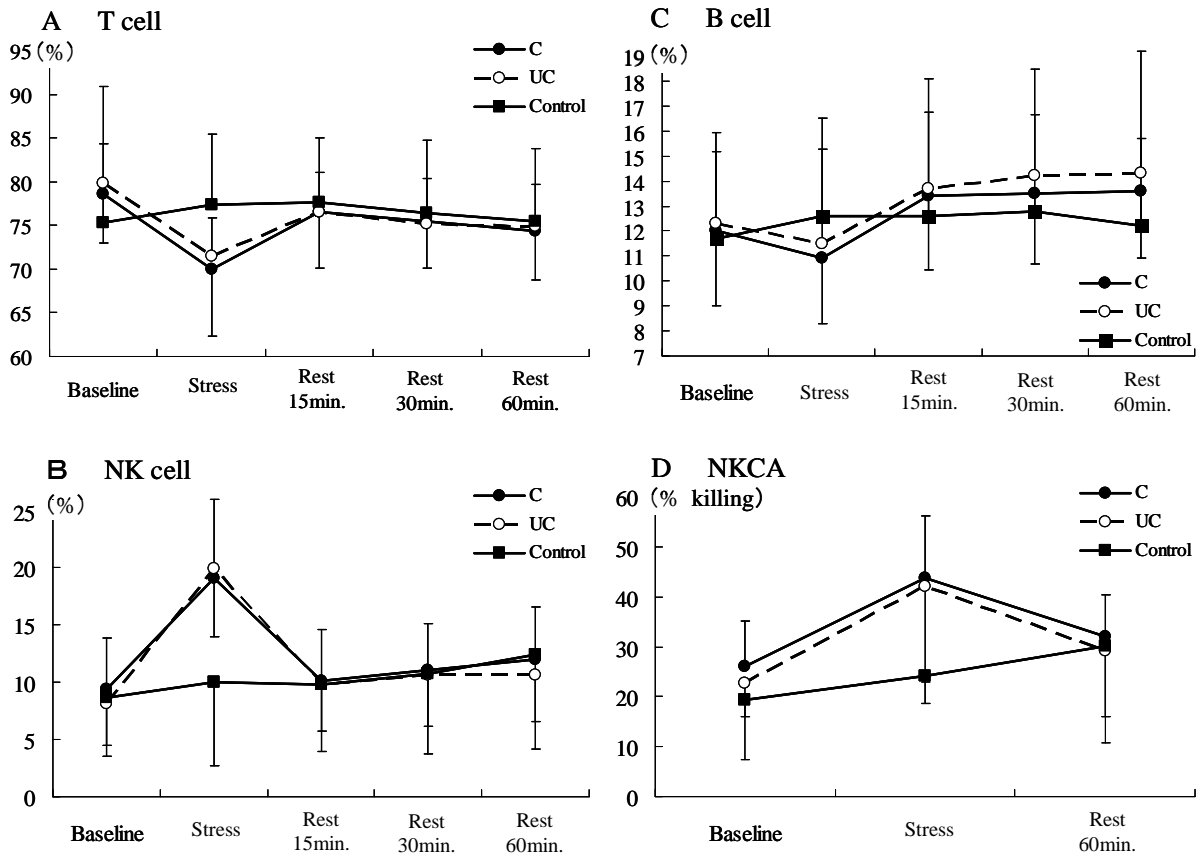 A T cell
95 (%)
90
85
80
75
70
65
60
C
UC
Control
Baseline
Stress
Rest
15min.
Rest
30min.
Rest
60min.
C B cell
19 (%)
18
17
16
15
14
13
12
11
10
9
8
7
C
UC
Control
Baseline
Stress
Rest
15min.
Rest
30min.
Rest
60min.
B NK cell
25 (%)
20
15
10
5
0
C
UC
Control
Baseline
Stress
Rest
15min.
Rest
30min.
Rest
60min.
D NKCA
60 (% killing)
50
40
30
20
10
0
C
UC
Control
Baseline
Stress
Rest
60min.